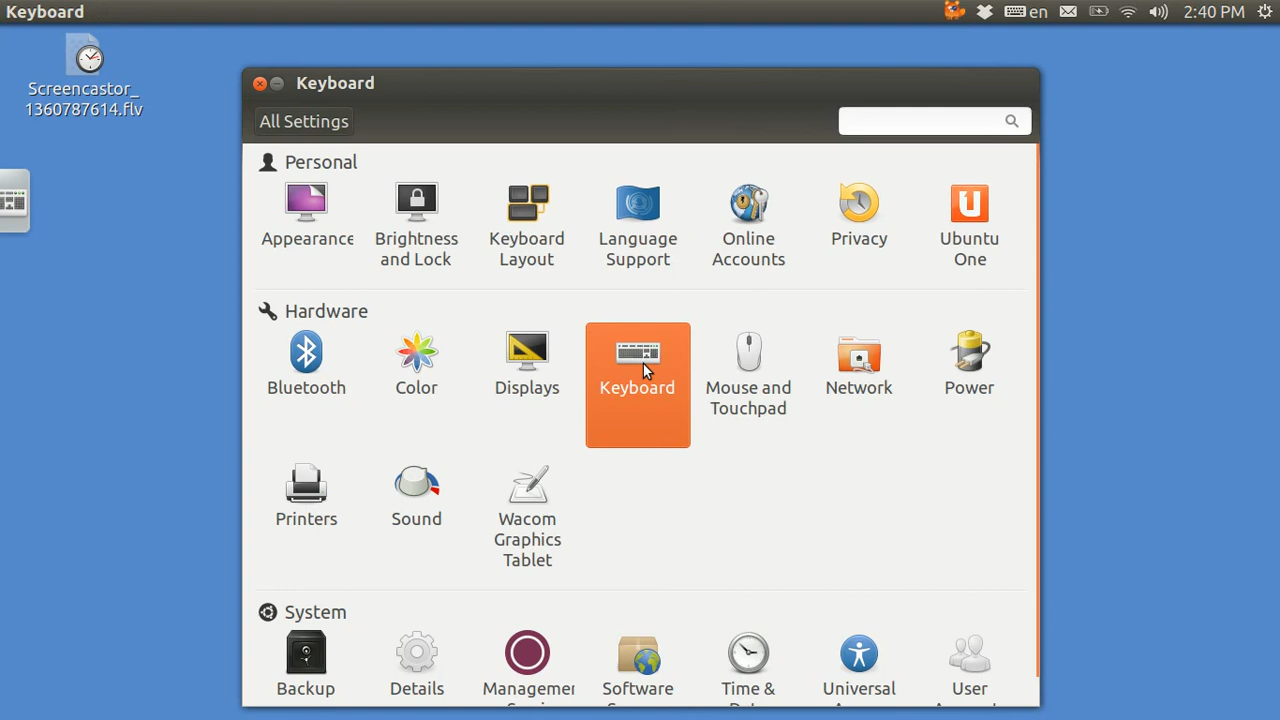 Keyboard
en
2:40 PM
Screencastor_
1360787614.flv
Keyboard
All Settings
Personal
Appearance
Brightness
and Lock
Keyboard
Layout
Language
Support
Online
Accounts
Privacy
Ubuntu
One
Hardware
Bluetooth
Color
Displays
Keyboard
Mouse and
Touchpad
Network
Power
Printers
Sound
Wacom
Graphics
Tablet
System
Backup
Details
Managemen
Software
Time &
Universal
User